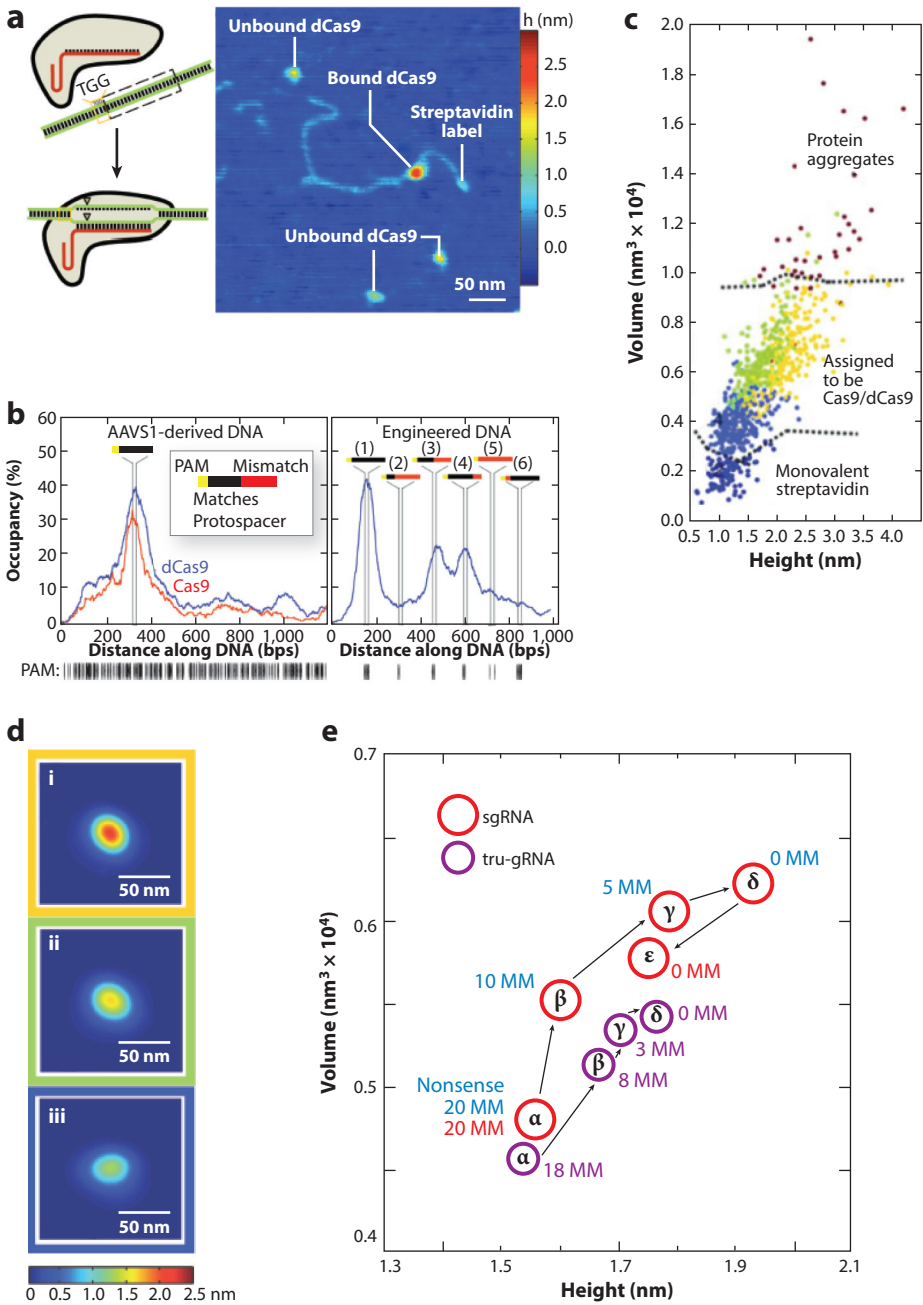 a
TGG
Unbound dCas9
Bound dCas9
Streptavidin
label
Unbound dCas9
50 nm
h (nm)
2.5
2.0
1.5
1.0
0.5
0.0
b
Occupancy (%)
60
50
40
30
20
10
0
AAVS1-derived DNA
PAM
Mismatch
Matches
Protospacer
dCas9
Cas9
0
200
400
600
800
1,000
Distance along DNA (bps)
Engineered DNA
(1)
(2)
(3)
(4)
(5)
(6)
0
200
400
600
800
1,000
Distance along DNA (bps)
PAM:
c
Volume (nm³ × 10⁴)
2.0
1.8
1.6
1.4
1.2
1.0
0.8
0.6
0.4
0.2
0.0
Protein
aggregates
Assigned to
be
Cas9/dCas9
Monovalent
streptavidin
0.5
1.0
1.5
2.0
2.5
3.0
3.5
4.0
4.5
Height (nm)
d
i
50 nm
ii
50 nm
iii
50 nm
0
0.5
1.0
1.5
2.0
2.5 nm
e
Volume (nm³ × 10⁴)
0.7
0.6
0.5
0.4
sgRNA
tru-gRNA
0 MM
δ
5 MM
γ
ε
0 MM
10 MM
β
δ
0 MM
γ
3 MM
β
8 MM
Nonsense
20 MM
20 MM
α
α
18 MM
1.3
1.5
1.7
1.9
2.1
Height (nm)